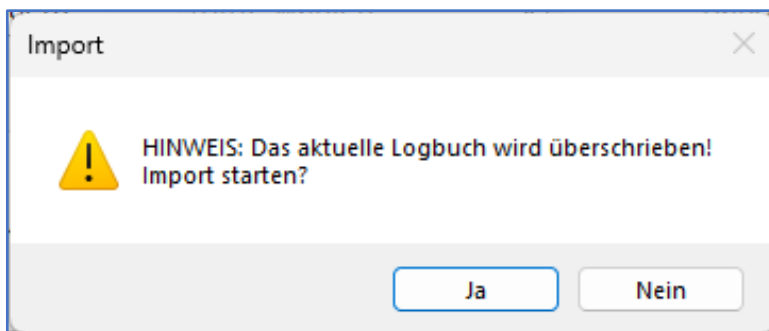 Import
HINWEIS: Das aktuelle Logbuch wird überschrieben!
Import starten?
Ja
Nein